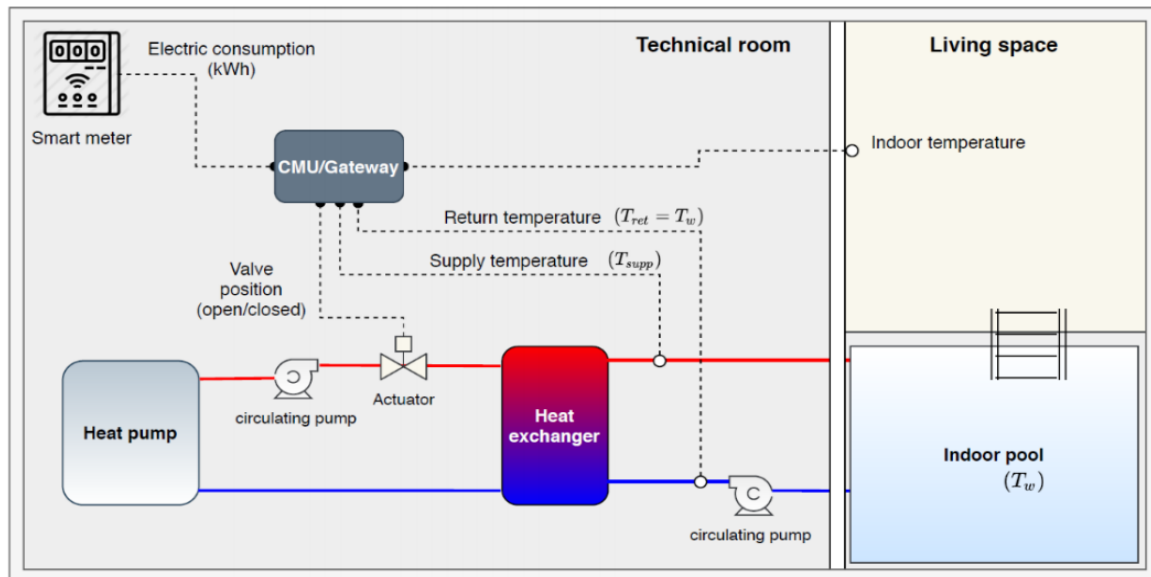 Technical room
Living space
Electric consumption
(kWh)
Smart meter
CMU/Gateway
Indoor temperature
Return temperature (T_ret = T_w)
Supply temperature (T_supp)
Valve
position
(open/closed)
circulating pump
Actuator
Heat pump
Heat
exchanger
Indoor pool
(T_w)
C
C
circulating pump
000